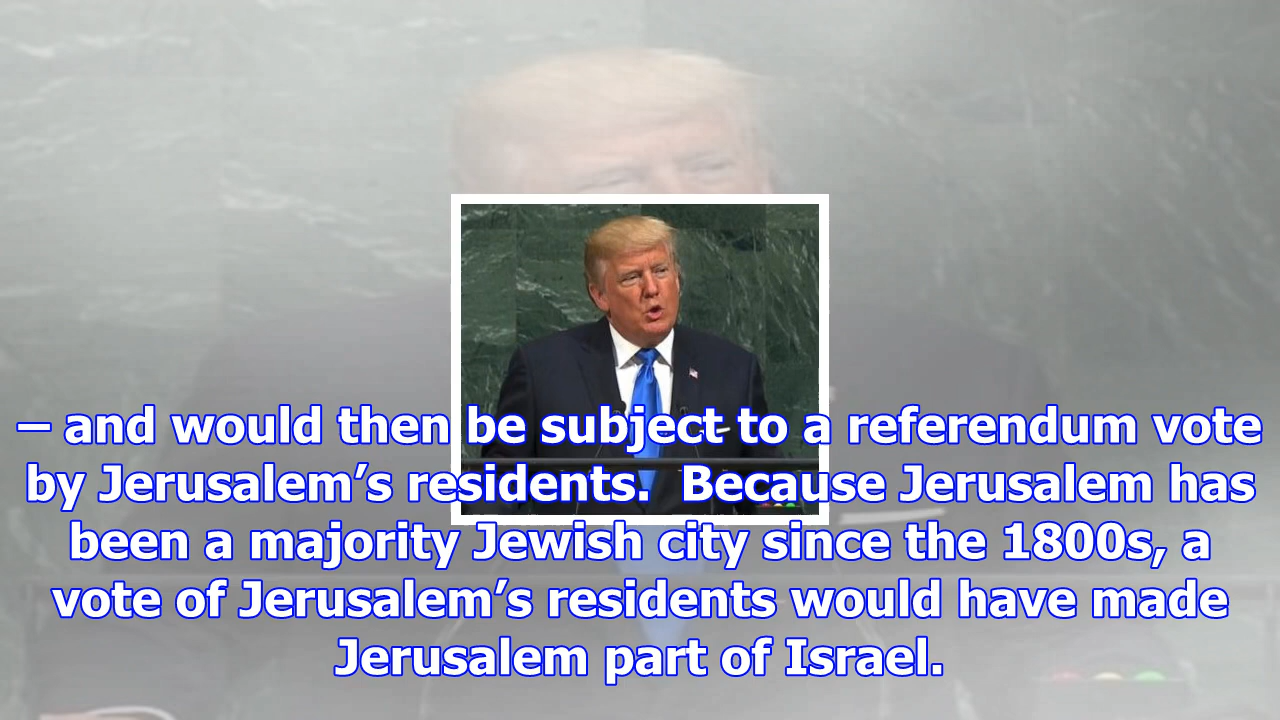 – and would then be subject to a referendum vote
by Jerusalem’s residents.  Because Jerusalem has
been a majority Jewish city since the 1800s, a
vote of Jerusalem’s residents would have made
Jerusalem part of Israel.